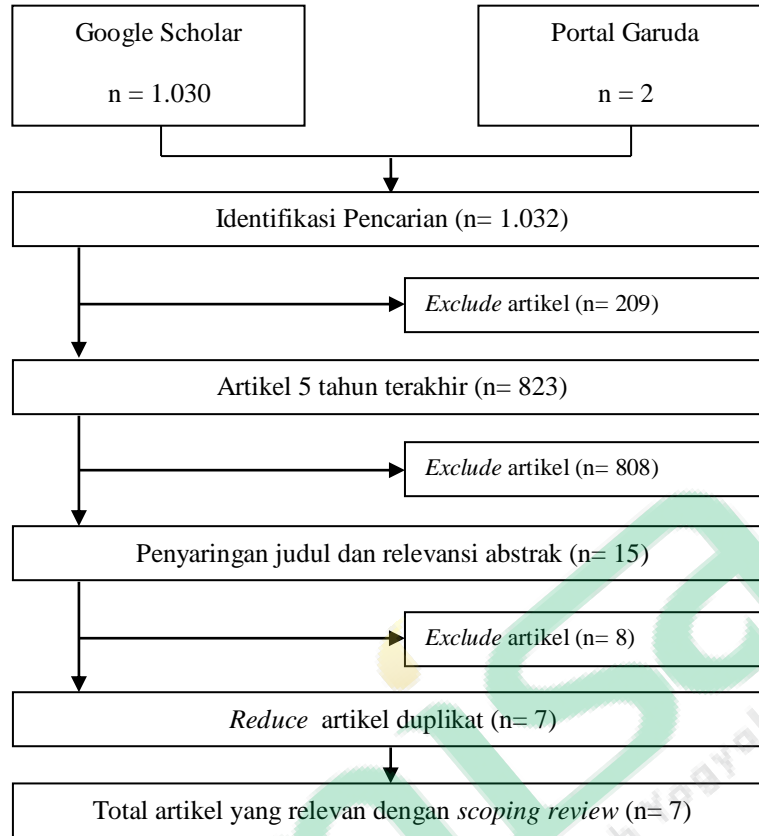 Google Scholar
n = 1.030
Portal Garuda
n = 2
Identifikasi Pencarian (n= 1.032)
Exclude artikel (n= 209)
Artikel 5 tahun terakhir (n= 823)
Exclude artikel (n= 808)
Penyaringan judul dan relevansi abstrak (n= 15)
Exclude artikel (n= 8)
Reduce artikel duplikat (n= 7)
Total artikel yang relevan dengan scoping review (n= 7)